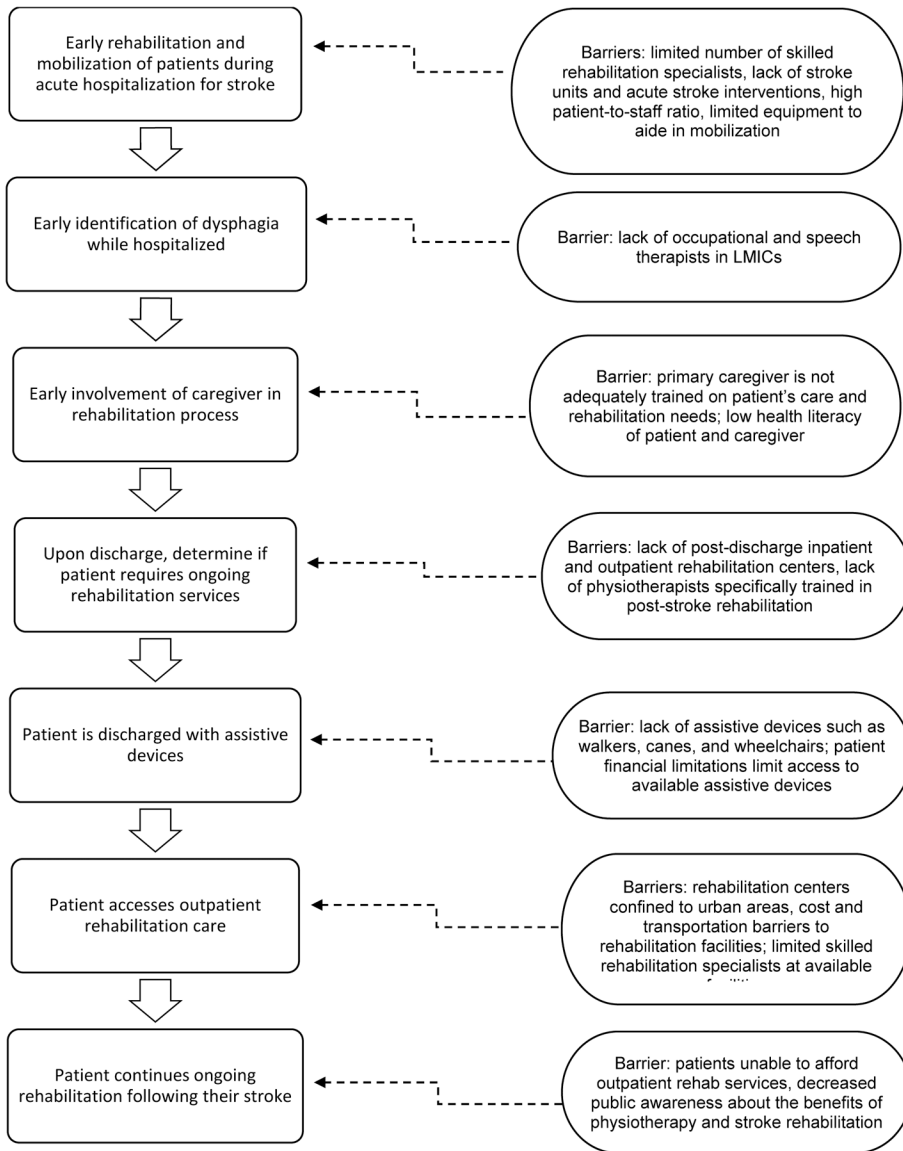 Early rehabilitation and
mobilization of patients during
acute hospitalization for stroke
Barriers: limited number of skilled
rehabilitation specialists, lack of stroke
units and acute stroke interventions, high
patient-to-staff ratio, limited equipment to
aide in mobilization
Early identification of dysphagia
while hospitalized
Barrier: lack of occupational and speech
therapists in LMICs
Early involvement of caregiver in
rehabilitation process
Barrier: primary caregiver is not
adequately trained on patient's care and
rehabilitation needs; low health literacy
of patient and caregiver
Upon discharge, determine if
patient requires ongoing
rehabilitation services
Barriers: lack of post-discharge inpatient
and outpatient rehabilitation centers, lack
of physiotherapists specifically trained in
post-stroke rehabilitation
Patient is discharged with assistive
devices
Barrier: lack of assistive devices such as
walkers, canes, and wheelchairs; patient
financial limitations limit access to
available assistive devices
Patient accesses outpatient
rehabilitation care
Barriers: rehabilitation centers
confined to urban areas, cost and
transportation barriers to
rehabilitation facilities; limited skilled
rehabilitation specialists at available
Patient continues ongoing
rehabilitation following their stroke
Barrier: patients unable to afford
outpatient rehab services, decreased
public awareness about the benefits of
physiotherapy and stroke rehabilitation